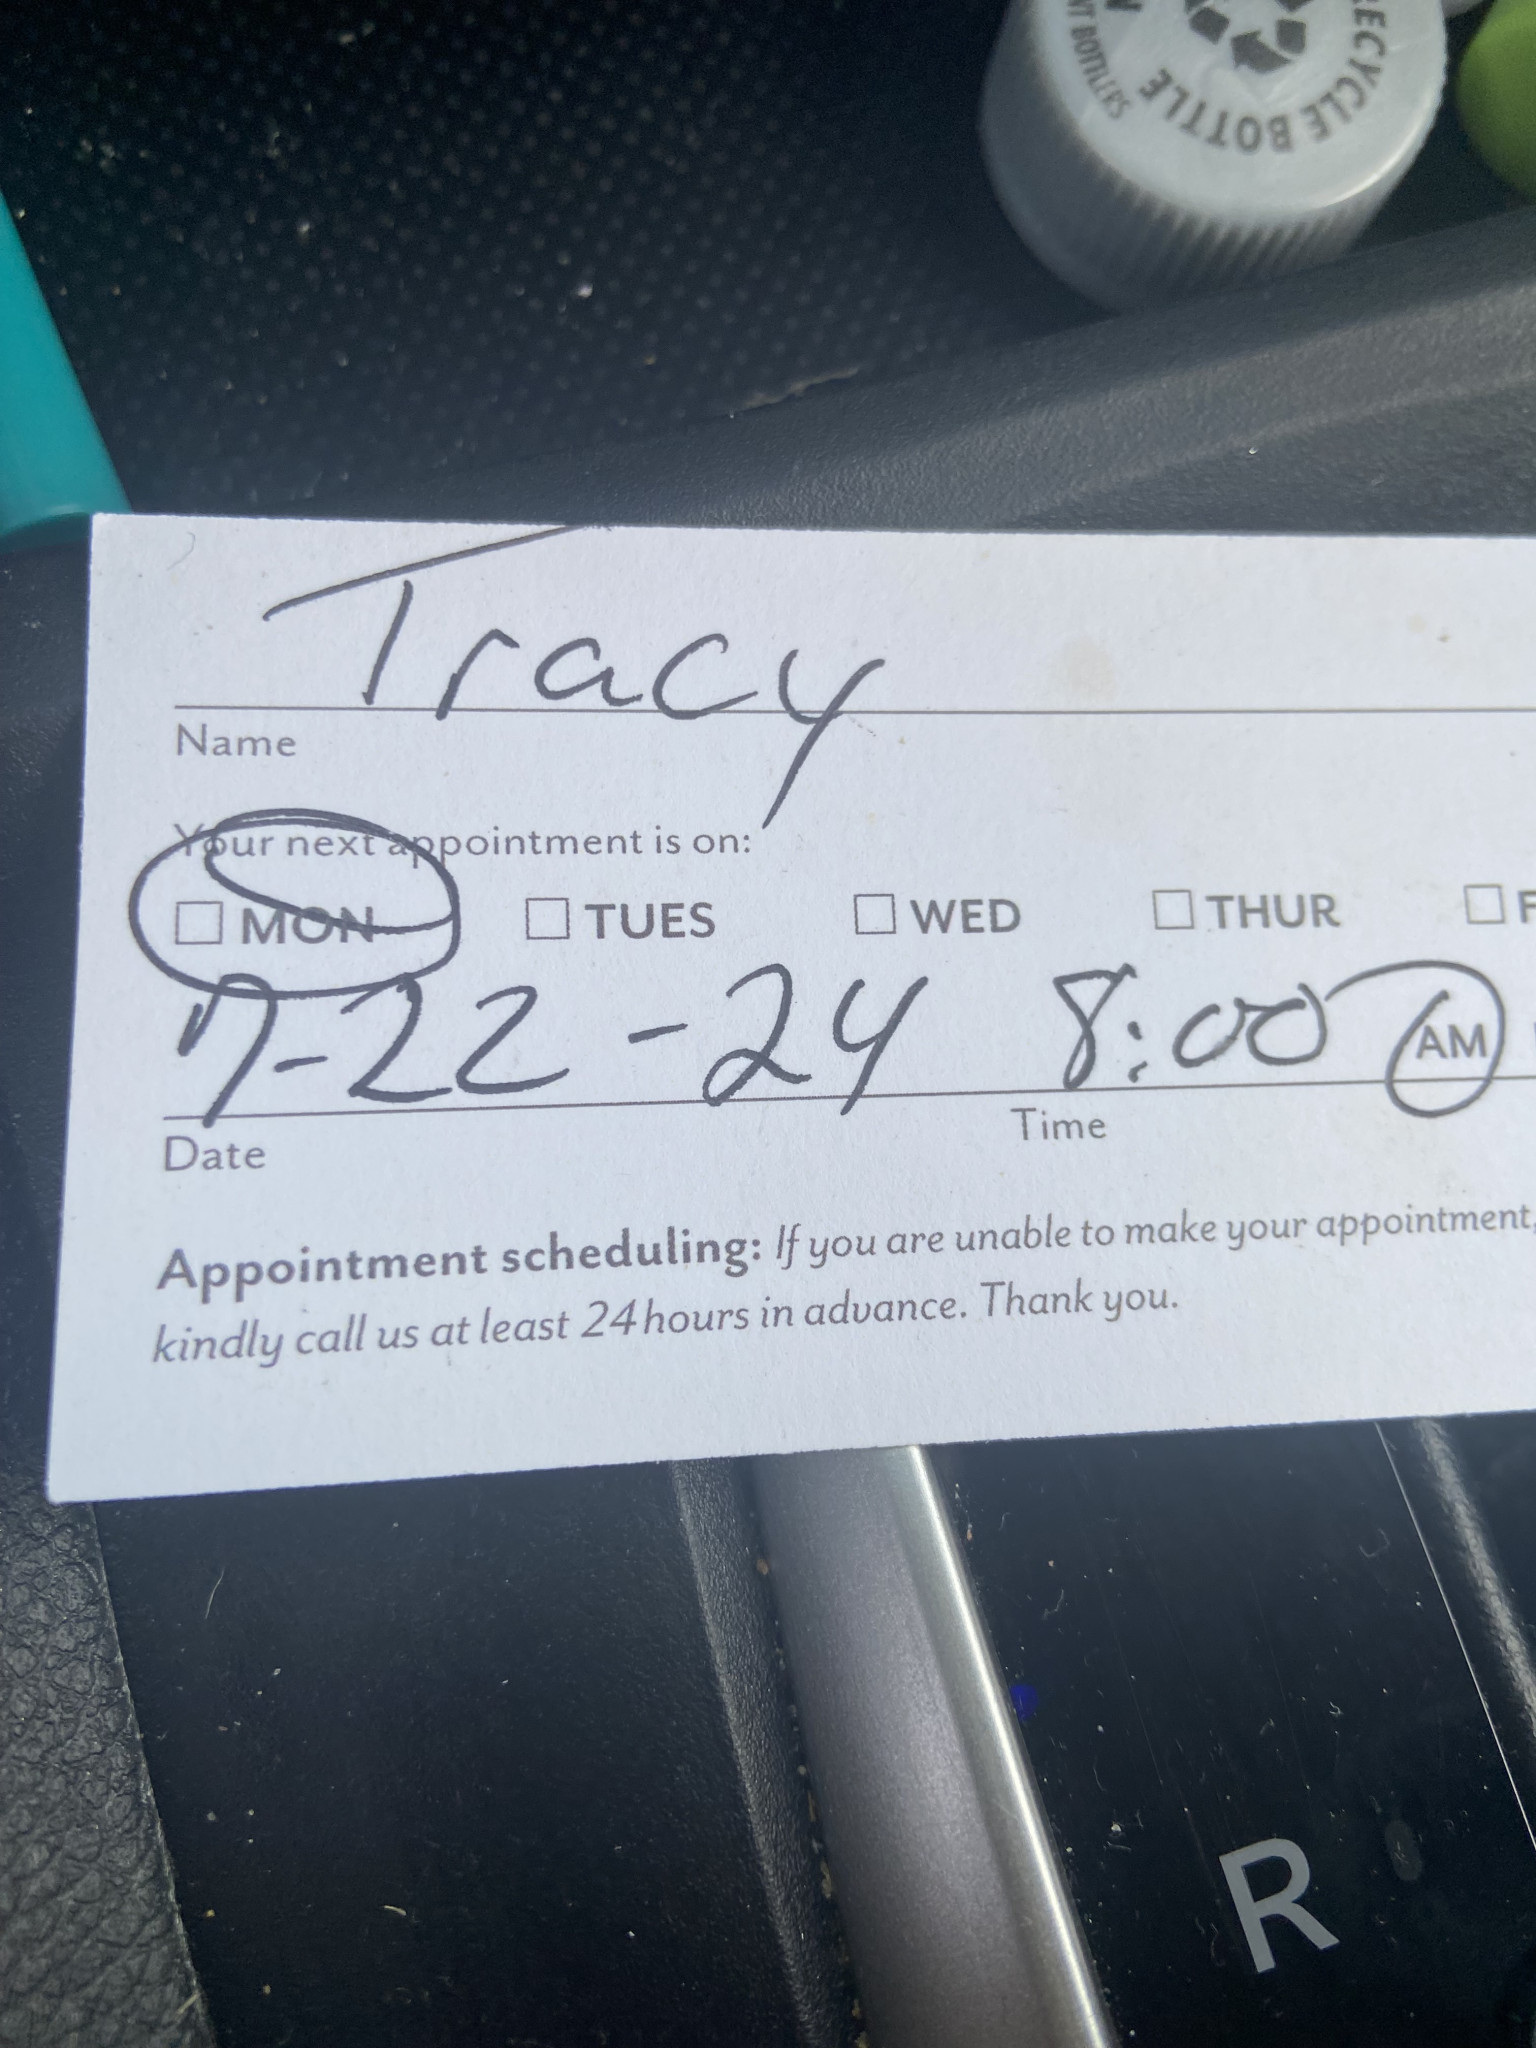 RECYCLE BOTTLE
NT BOTTLERS
Tracy
Name
Your next appointment is on:
☐ MON ☐ TUES ☐ WED ☐ THUR ☐ F
7-22-24 8:00 AM
Date Time
Appointment scheduling: If you are unable to make your appointment,
kindly call us at least 24 hours in advance. Thank you.
R